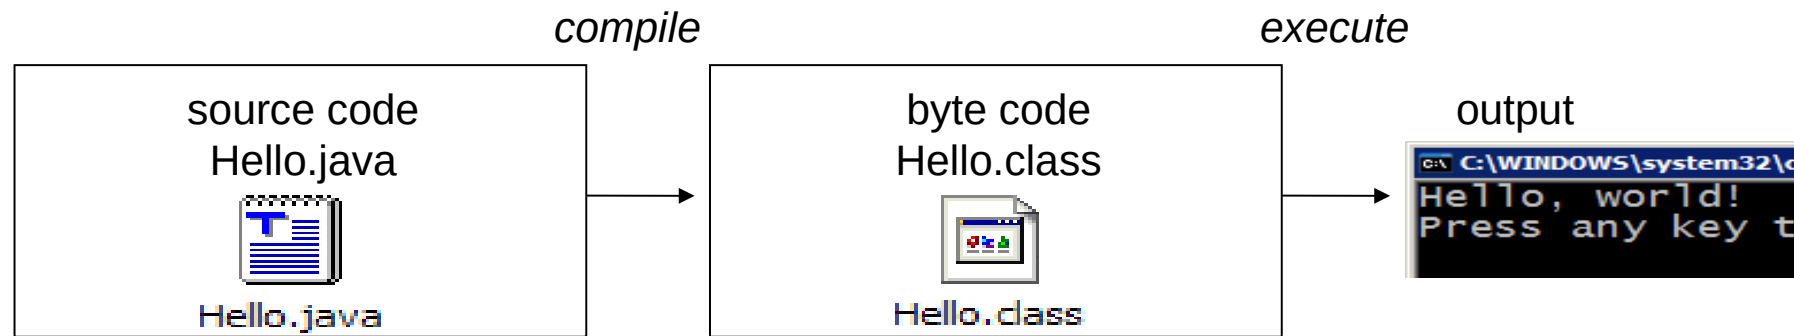 compile
execute
source code
Hello.java
Hello.java
byte code
Hello.class
Hello.class
output
C:\WINDOWS\system32\c
Hello, world!
Press any key t